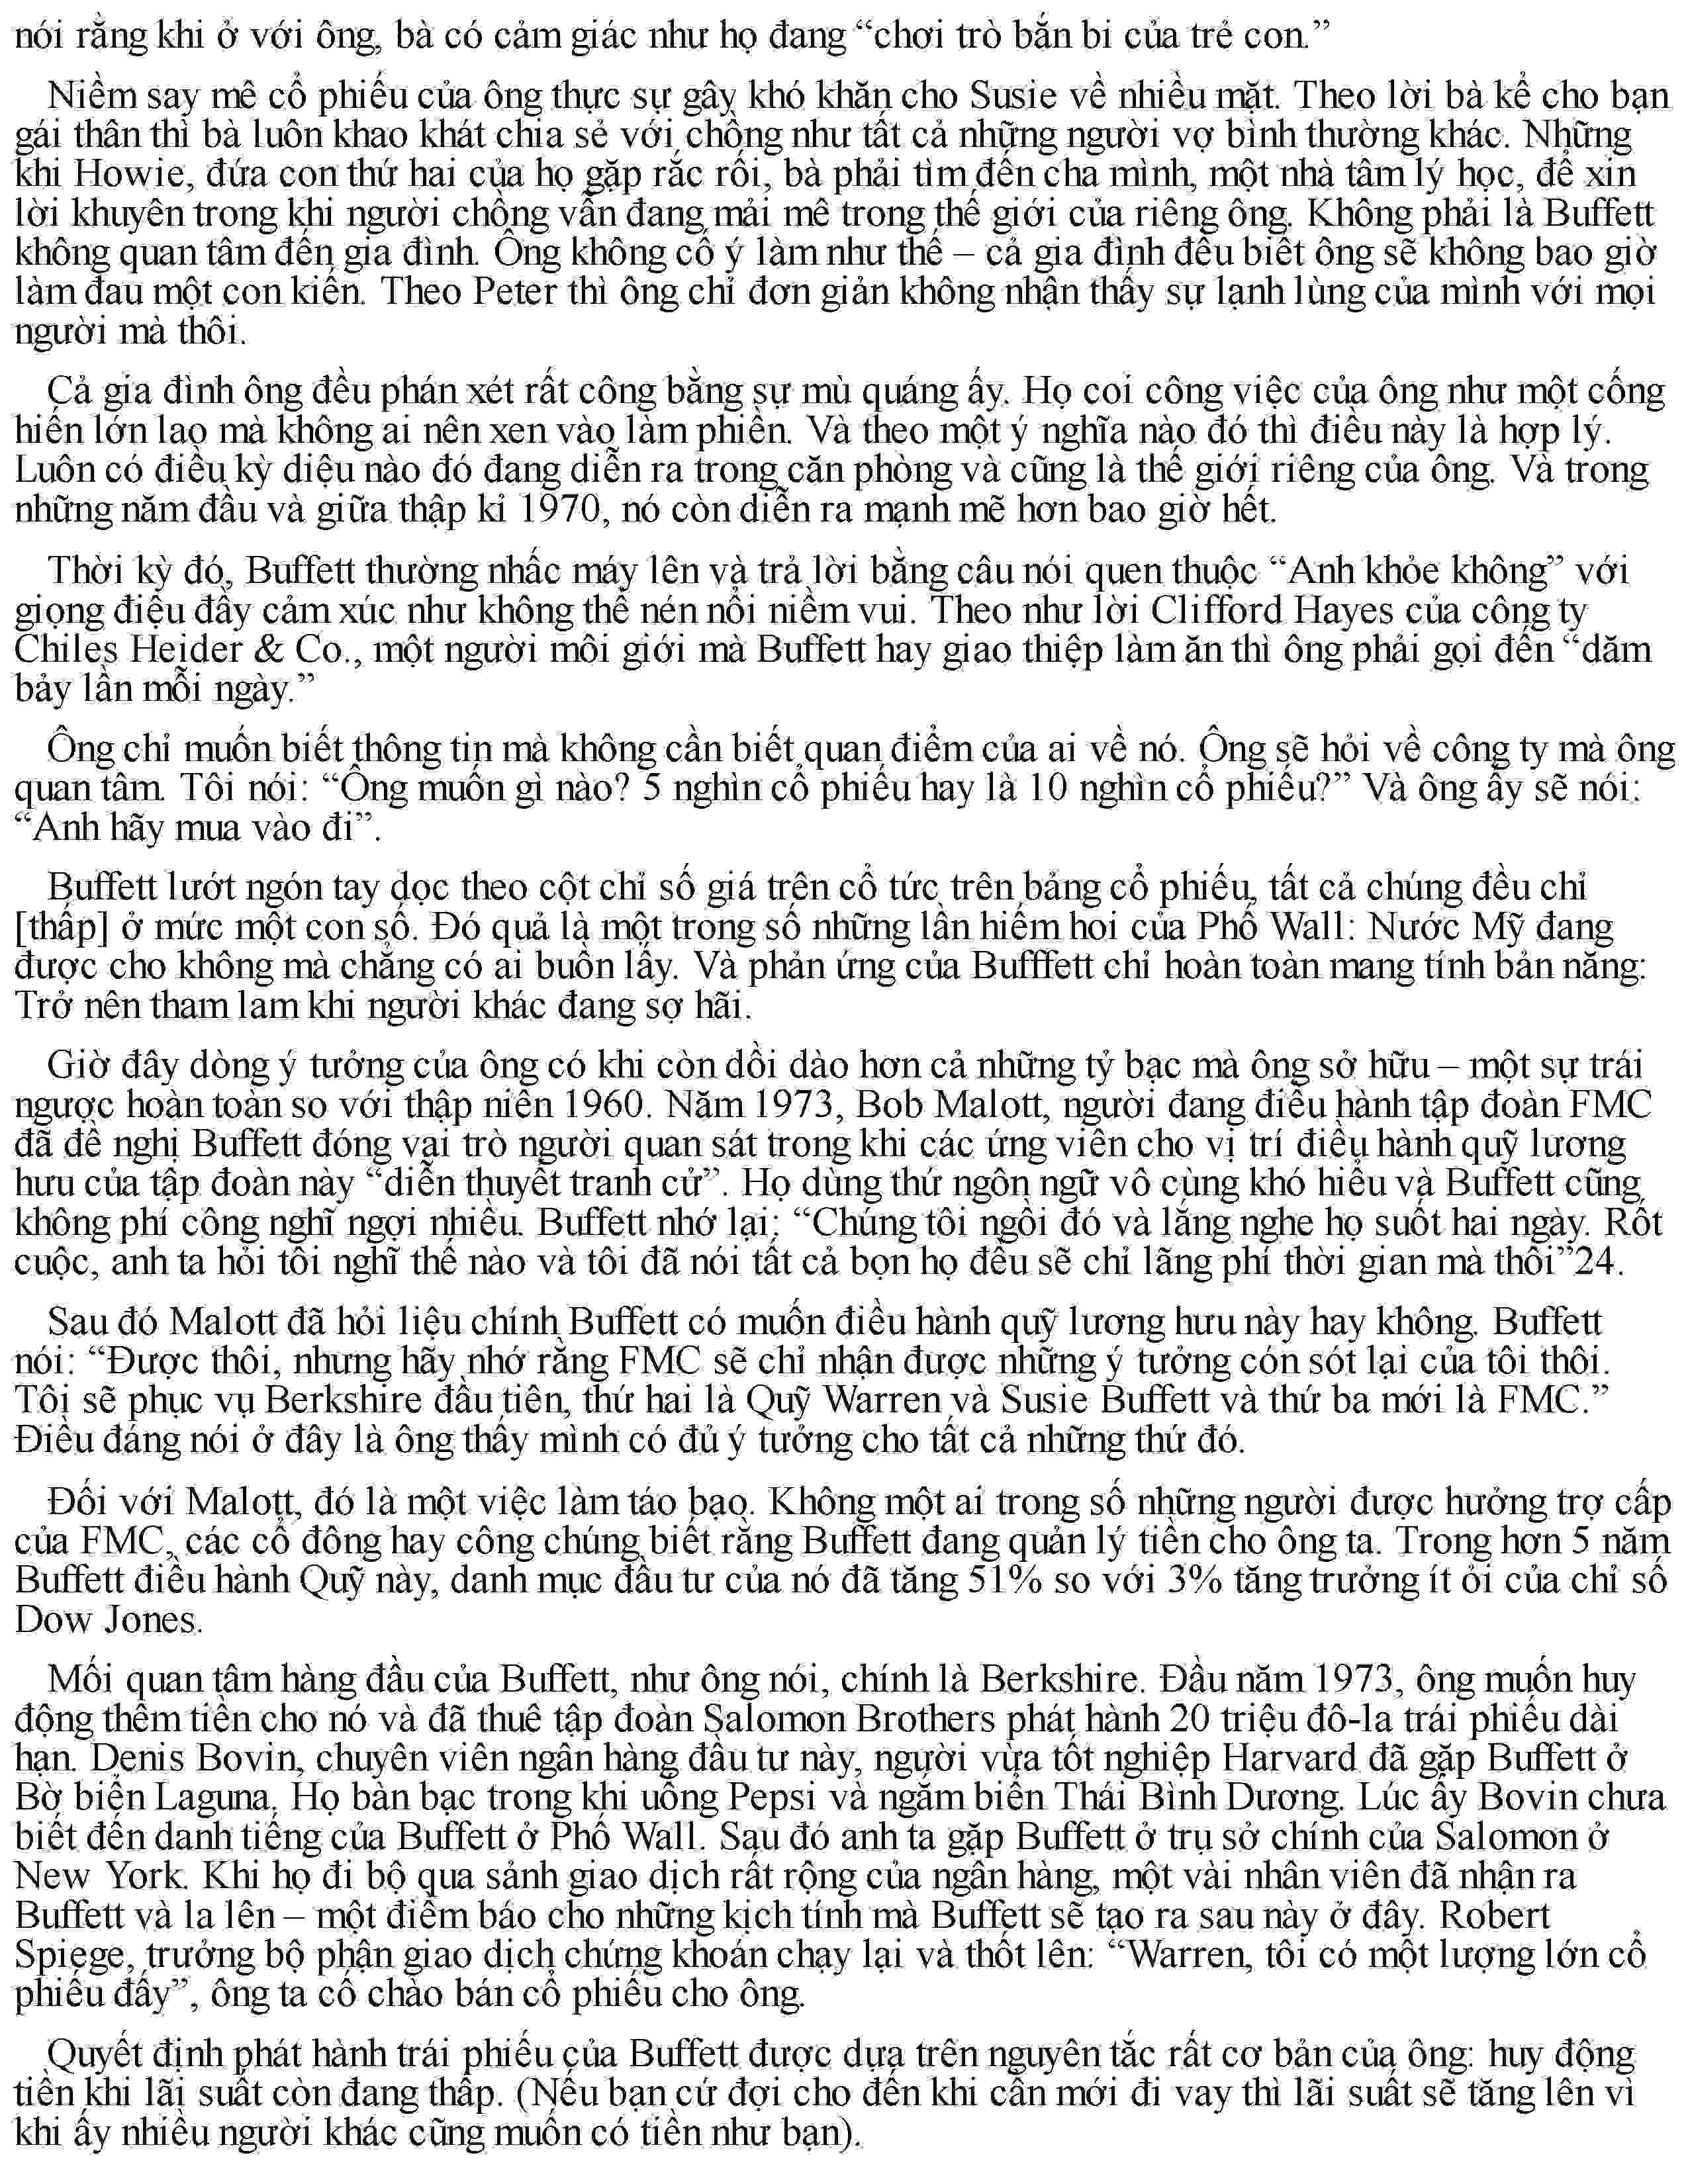 nói rằng khi ở với ông, bà có cảm giác như họ đang “chơi trò bắn bi của trẻ con.”
Niềm say mê cổ phiếu của ông thực sự gây khó khăn cho Susie về nhiều mặt. Theo lời bà kể cho bạn
gái thân thì bà luôn khao khát chia sẻ với chồng như tất cả những người vợ bình thường khác. Những
khi Howie, đứa con thứ hai của họ gặp rắc rối, bà phải tìm đến cha mình, một nhà tâm lý học, để xin
lời khuyên trong khi người chồng vẫn đang mải mê trong thế giới của riêng ông. Không phải là Buffett
không quan tâm đến gia đình. Ông không cố ý làm như thế – cả gia đình đều biết ông sẽ không bao giờ
làm đau một con kiến. Theo Peter thì ông chỉ đơn giản không nhận thấy sự lạnh lùng của mình với mọi
người mà thôi.
Cả gia đình ông đều phán xét rất công bằng sự mù quáng ấy. Họ coi công việc của ông như một cống
hiến lớn lao mà không ai nên xen vào làm phiền. Và theo một ý nghĩa nào đó thì điều này là hợp lý.
Luôn có điều kỳ diệu nào đó đang diễn ra trong căn phòng và cũng là thế giới riêng của ông. Và trong
những năm đầu và giữa thập kỉ 1970, nó còn diễn ra mạnh mẽ hơn bao giờ hết.
Thời kỳ đó, Buffett thường nhấc máy lên và trả lời bằng câu nói quen thuộc “Anh khỏe không” với
giọng điệu đầy cảm xúc như không thể nén nổi niềm vui. Theo như lời Clifford Hayes của công ty
Chiles Heider & Co., một người môi giới mà Buffett hay giao thiệp làm ăn thì ông phải gọi đến “dăm
bảy lần mỗi ngày.”
Ông chỉ muốn biết thông tin mà không cần biết quan điểm của ai về nó. Ông sẽ hỏi về công ty mà ông
quan tâm. Tôi nói: “Ông muốn gì nào? 5 nghìn cổ phiếu hay là 10 nghìn cổ phiếu?” Và ông ấy sẽ nói:
“Anh hãy mua vào đi”.
Buffett lướt ngón tay dọc theo cột chỉ số giá trên cổ tức trên bảng cổ phiếu, tất cả chúng đều chỉ
[thấp] ở mức một con số. Đó quả là một trong số những lần hiếm hoi của Phố Wall: Nước Mỹ đang
được cho không mà chẳng có ai buồn lấy. Và phản ứng của Bufffett chỉ hoàn toàn mang tính bản năng:
Trở nên tham lam khi người khác đang sợ hãi.
Giờ đây dòng ý tưởng của ông có khi còn dồi dào hơn cả những tỷ bạc mà ông sở hữu – một sự trái
ngược hoàn toàn so với thập niên 1960. Năm 1973, Bob Malott, người đang điều hành tập đoàn FMC
đã đề nghị Buffett đóng vai trò người quan sát trong khi các ứng viên cho vị trí điều hành quỹ lương
hưu của tập đoàn này “diễn thuyết tranh cử”. Họ dùng thứ ngôn ngữ vô cùng khó hiểu và Buffett cũng
không phí công nghĩ ngợi nhiều. Buffett nhớ lại: “Chúng tôi ngồi đó và lắng nghe họ suốt hai ngày. Rốt
cuộc, anh ta hỏi tôi nghĩ thế nào và tôi đã nói tất cả bọn họ đều sẽ chỉ lãng phí thời gian mà thôi”24.
Sau đó Malott đã hỏi liệu chính Buffett có muốn điều hành quỹ lương hưu này hay không. Buffett
nói: “Được thôi, nhưng hãy nhớ rằng FMC sẽ chỉ nhận được những ý tưởng cón sót lại của tôi thôi.
Tôi sẽ phục vụ Berkshire đầu tiên, thứ hai là Quỹ Warren và Susie Buffett và thứ ba mới là FMC.”
Điều đáng nói ở đây là ông thấy mình có đủ ý tưởng cho tất cả những thứ đó.
Đối với Malott, đó là một việc làm táo bạo. Không một ai trong số những người được hưởng trợ cấp
của FMC, các cổ đông hay công chúng biết rằng Buffett đang quản lý tiền cho ông ta. Trong hơn 5 năm
Buffett điều hành Quỹ này, danh mục đầu tư của nó đã tăng 51% so với 3% tăng trưởng ít ỏi của chỉ số
Dow Jones.
Mối quan tâm hàng đầu của Buffett, như ông nói, chính là Berkshire. Đầu năm 1973, ông muốn huy
động thêm tiền cho nó và đã thuê tập đoàn Salomon Brothers phát hành 20 triệu đô-la trái phiếu dài
hạn. Denis Bovin, chuyên viên ngân hàng đầu tư này, người vừa tốt nghiệp Harvard đã gặp Buffett ở
Bờ biển Laguna. Họ bàn bạc trong khi uống Pepsi và ngắm biển Thái Bình Dương. Lúc ấy Bovin chưa
biết đến danh tiếng của Buffett ở Phố Wall. Sau đó anh ta gặp Buffett ở trụ sở chính của Salomon ở
New York. Khi họ đi bộ qua sảnh giao dịch rất rộng của ngân hàng, một vài nhân viên đã nhận ra
Buffett và la lên – một điềm báo cho những kịch tính mà Buffett sẽ tạo ra sau này ở đây. Robert
Spiege, trưởng bộ phận giao dịch chứng khoán chạy lại và thốt lên: “Warren, tôi có một lượng lớn cổ
phiếu đấy”, ông ta cố chào bán cổ phiếu cho ông.
Quyết định phát hành trái phiếu của Buffett được dựa trên nguyên tắc rất cơ bản của ông: huy động
tiền khi lãi suất còn đang thấp. (Nếu bạn cứ đợi cho đến khi cần mới đi vay thì lãi suất sẽ tăng lên vì
khi ấy nhiều người khác cũng muốn có tiền như bạn).